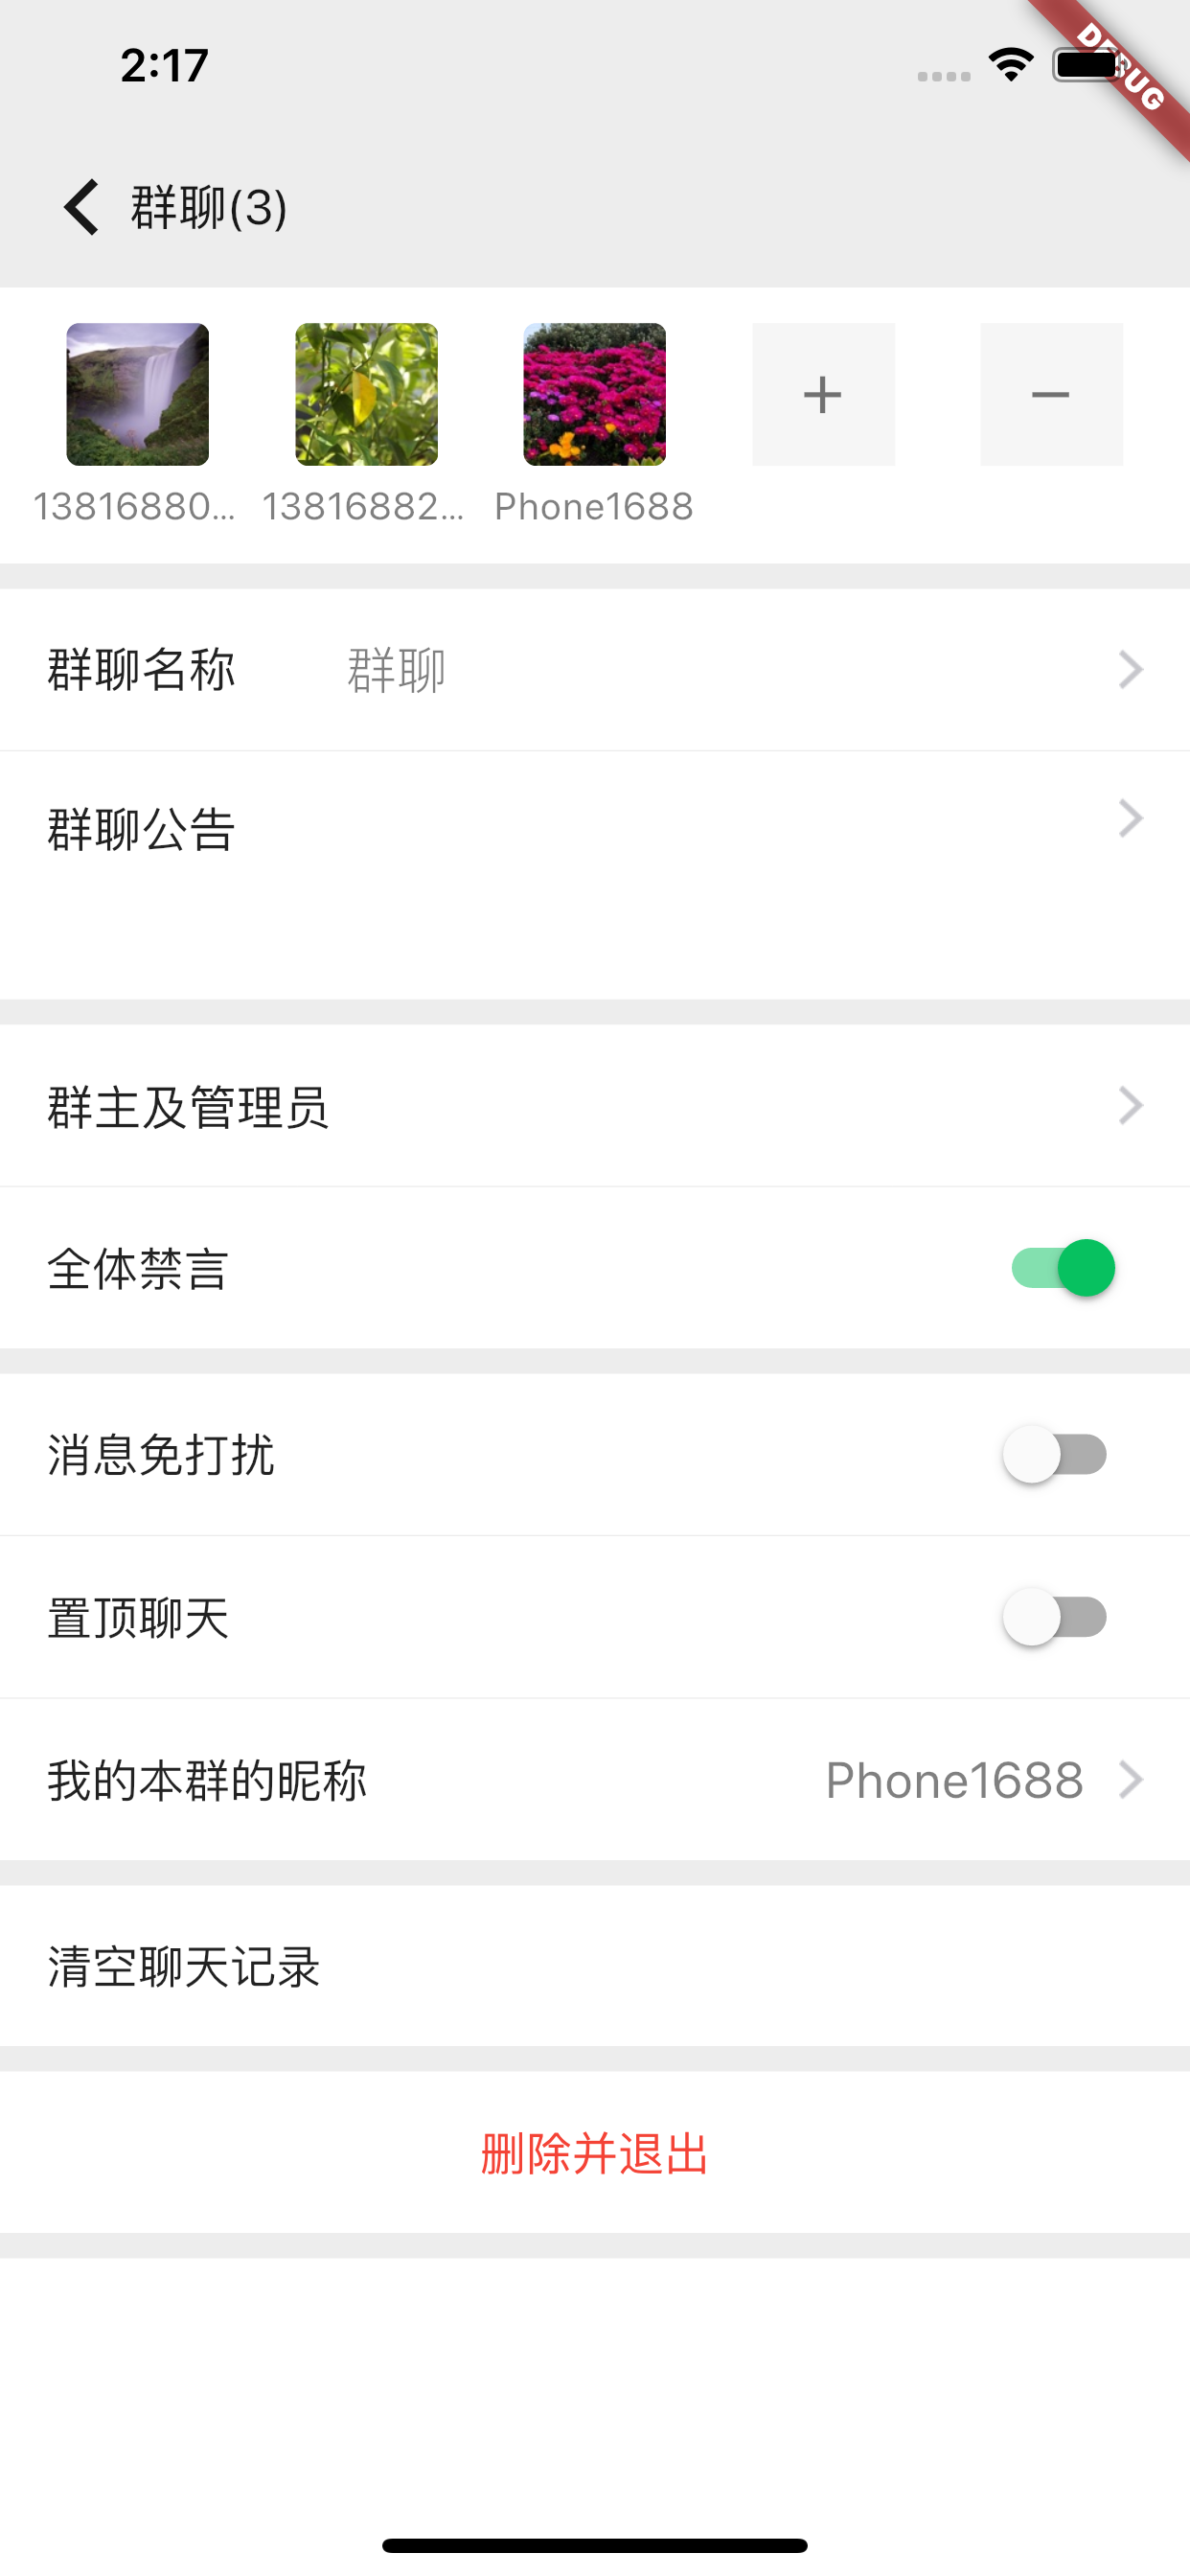 2:17
DEBUG
群聊(3)
13816880... 13816882... Phone1688
群聊名称 群聊
群聊公告
群主及管理员
全体禁言
消息免打扰
置顶聊天
我的本群的昵称 Phone1688
清空聊天记录
删除并退出